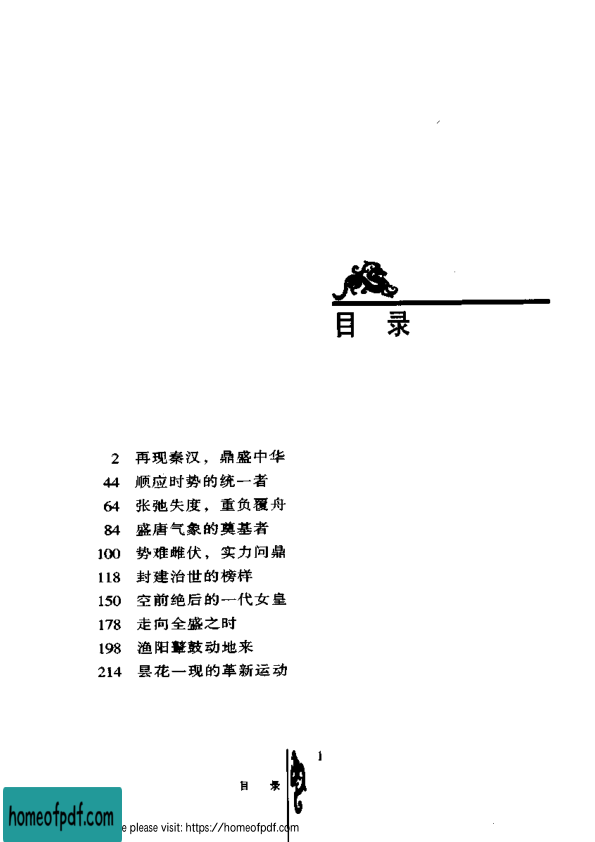 目 录
2 再现秦汉，鼎盛中华
44 顺应时势的统一者
64 张弛失度，重负覆舟
84 盛唐气象的奠基者
100 势难雌伏，实力问鼎
118 封建治世的榜样
150 空前绝后的一代女皇
178 走向全盛之时
198 渔阳鼙鼓动地来
214 昙花一现的革新运动
1
目 录
homeofpdf.com
e please visit: https://homeofpdf.com